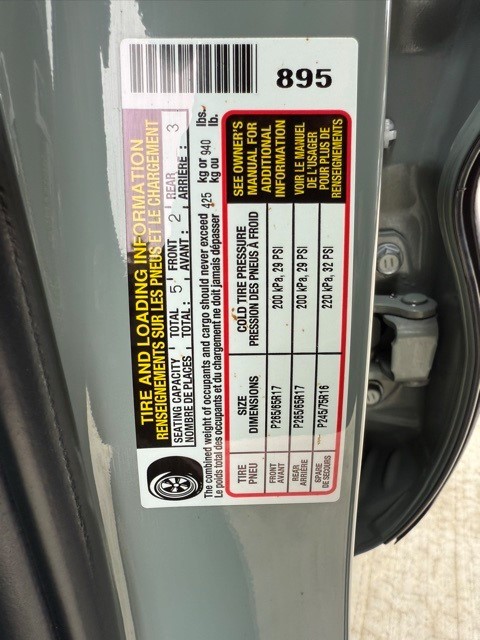 895
TIRE AND LOADING INFORMATION
RENSEIGNEMENTS SUR LES PNEUS ET LE CHARGEMENT
SEATING CAPACITY TOTAL : 5 FRONT 2 REAR 3
NOMBRE DE PLACES TOTAL : AVANT : ARRIÈRE :
The combined weight of occupants and cargo should never exceed 425 kg or 940 lbs.
Le poids total des occupants et du chargement ne doit jamais dépasser kg ou lb.
TIRE SIZE COLD TIRE PRESSURE
PNEU DIMENSIONS PRESSION DES PNEUS À FROID
FRONT P265/65R17 200 kPa, 29 PSI
AVANT
REAR P265/65R17 200 kPa, 29 PSI
ARRIÈRE
SPARE P245/75R16 220 kPa, 32 PSI
DE SECOURS
SEE OWNER'S
MANUAL FOR
ADDITIONAL
INFORMATION
VOIR LE MANUEL
DE L'USAGER
POUR PLUS DE
RENSEIGNEMENTS